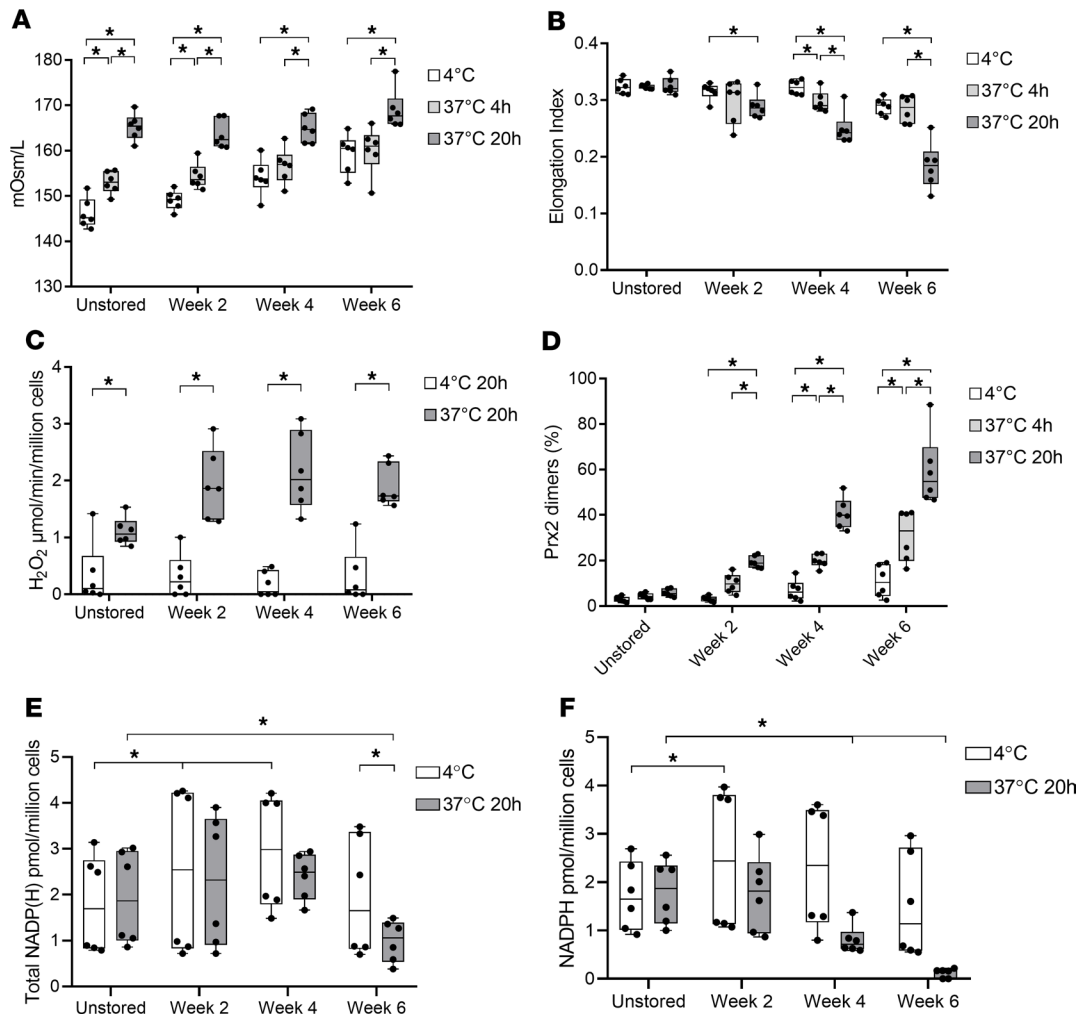 A
* * * *
* * * * *
180
170
160
150
140
130
mOsm/L
Unstored Week 2 Week 4 Week 6
4°C
37°C 4h
37°C 20h
B
* * *
* * *
0.4
0.3
0.2
0.1
0.0
Elongation Index
Unstored Week 2 Week 4 Week 6
4°C
37°C 4h
37°C 20h
C
* * * *
4
3
2
1
0
H₂O₂ μmol/min/million cells
Unstored Week 2 Week 4 Week 6
4°C 20h
37°C 20h
D
* * *
* * * * *
100
80
60
40
20
0
Prx2 dimers (%)
Unstored Week 2 Week 4 Week 6
4°C
37°C 4h
37°C 20h
E
*
* *
5
4
3
2
1
0
Total NADP(H) pmol/million cells
Unstored Week 2 Week 4 Week 6
4°C
37°C 20h
F
*
*
5
4
3
2
1
0
NADPH pmol/million cells
Unstored Week 2 Week 4 Week 6
4°C
37°C 20h